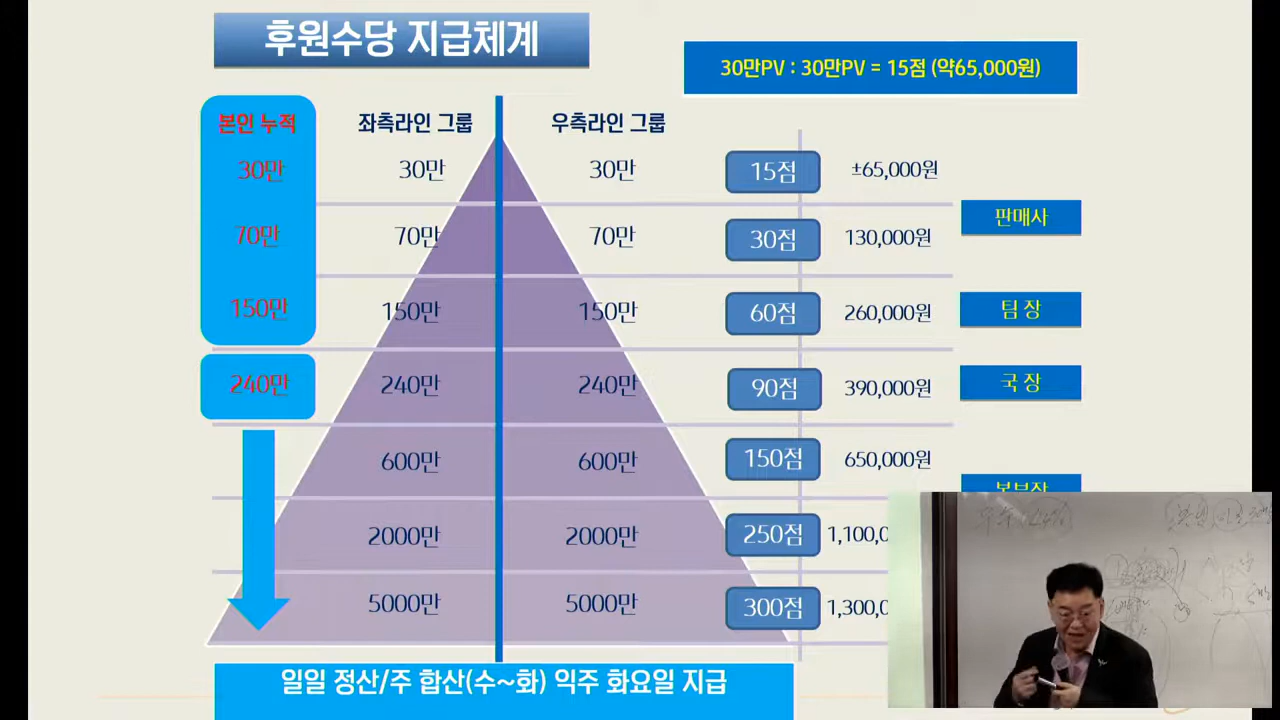 후원수당 지급체계
30만PV : 30만PV = 15점 (약65,000원)
본인 누적 좌측라인 그룹 우측라인 그룹
30만 30만 30만 15점 ±65,000원
판매사
70만 70만 70만 30점 130,000원
150만 150만 150만 60점 260,000원 팀 장
240만 240만 240만 90점 390,000원 국 장
600만 600만 150점 650,000원
2000만 2000만 250점 1,100,0
5000만 5000만 300점 1,300,0
일일 정산/주 합산(수~화) 익주 화요일 지급